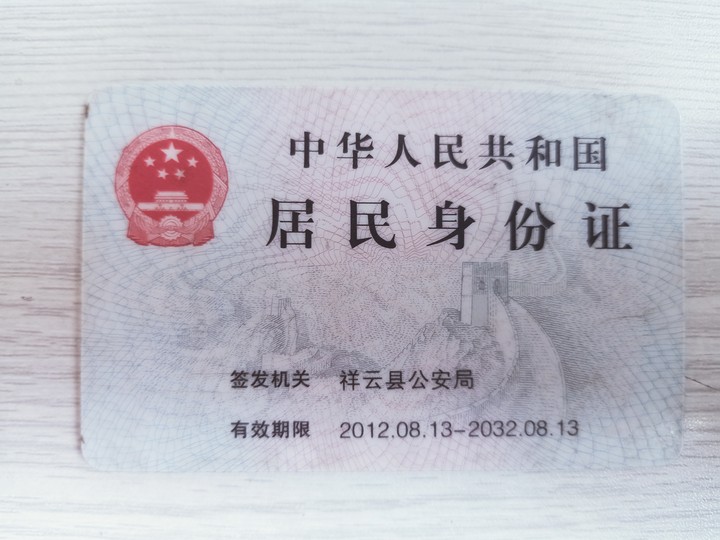 中华人民共和国
居民身份证
签发机关 祥云县公安局
有效期限 2012.08.13-2032.08.13